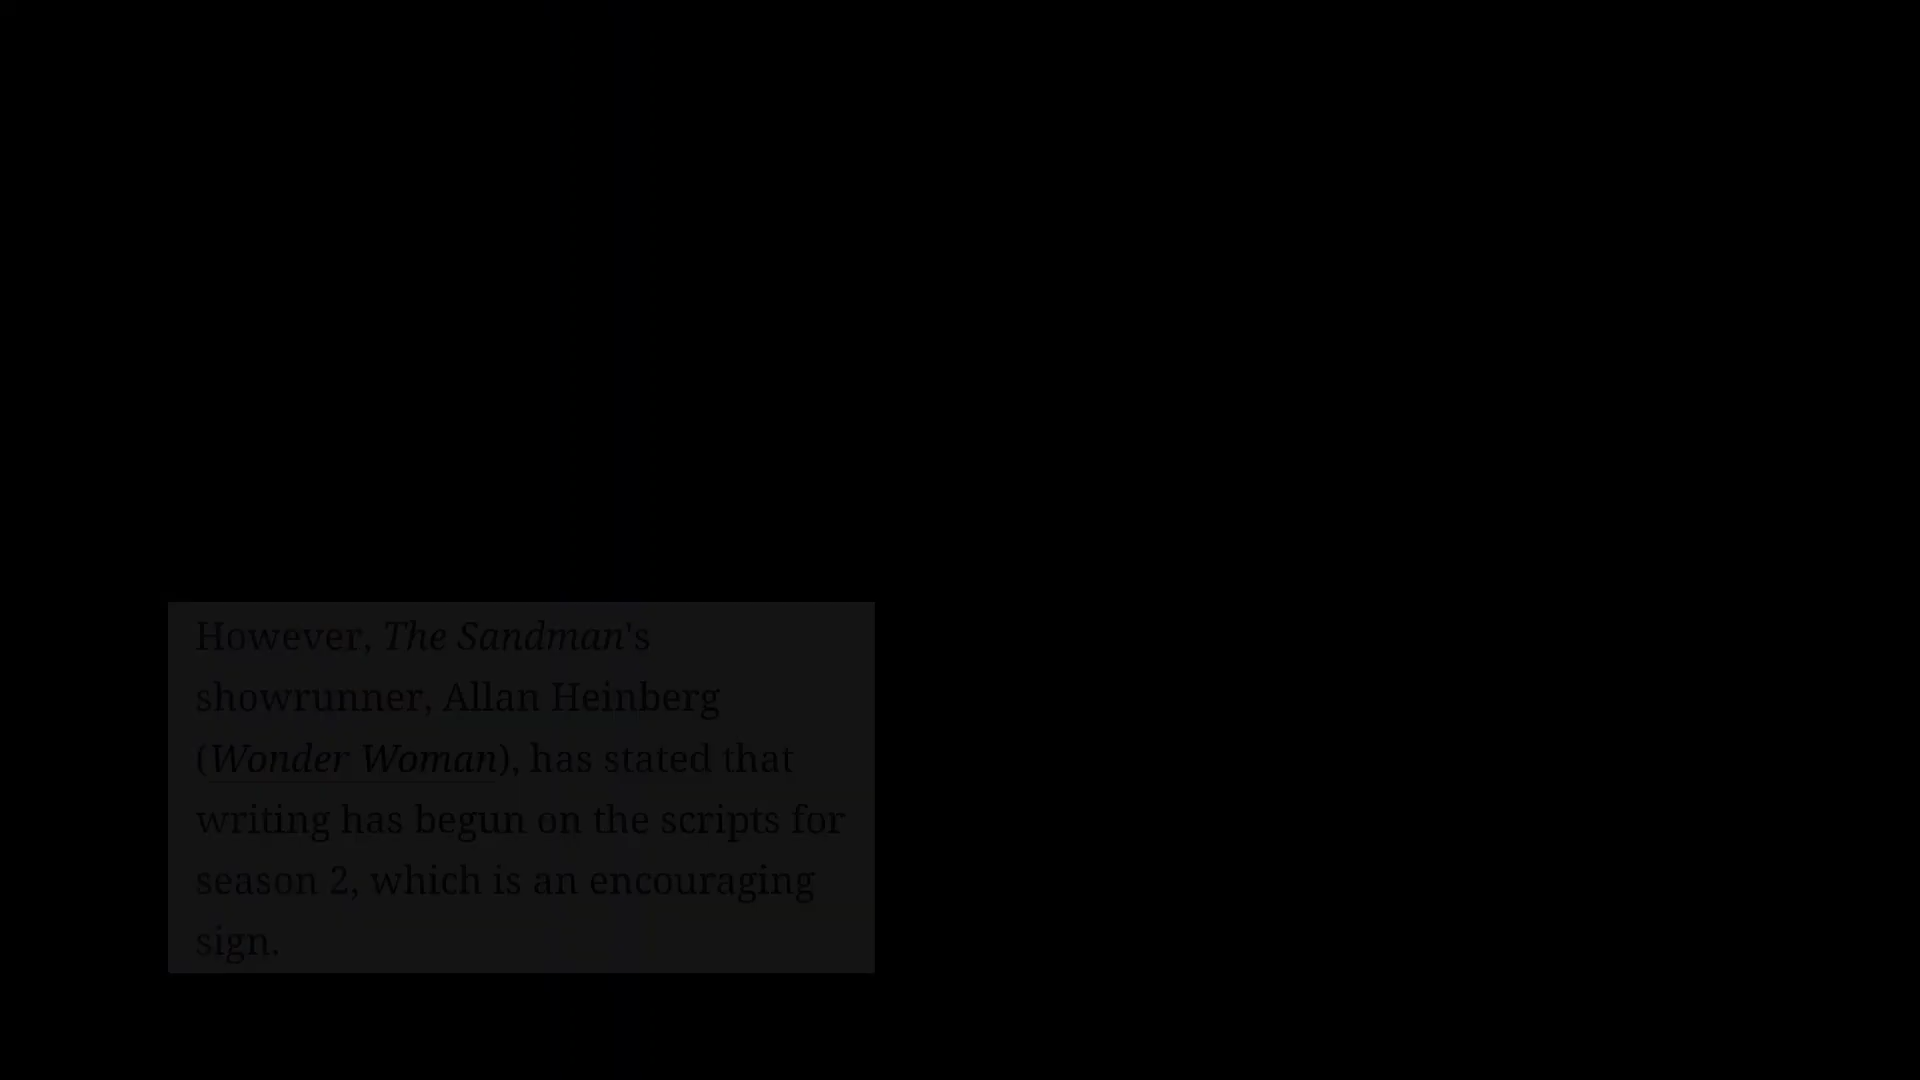 However, The Sandman's
showrunner, Allan Heinberg
(Wonder Woman), has stated that
writing has begun on the scripts for
season 2, which is an encouraging
sign.